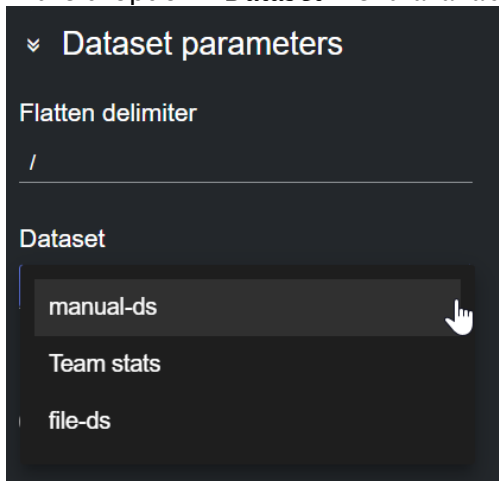 Dataset parameters
Flatten delimiter
/
Dataset
manual-ds
Team stats
file-ds